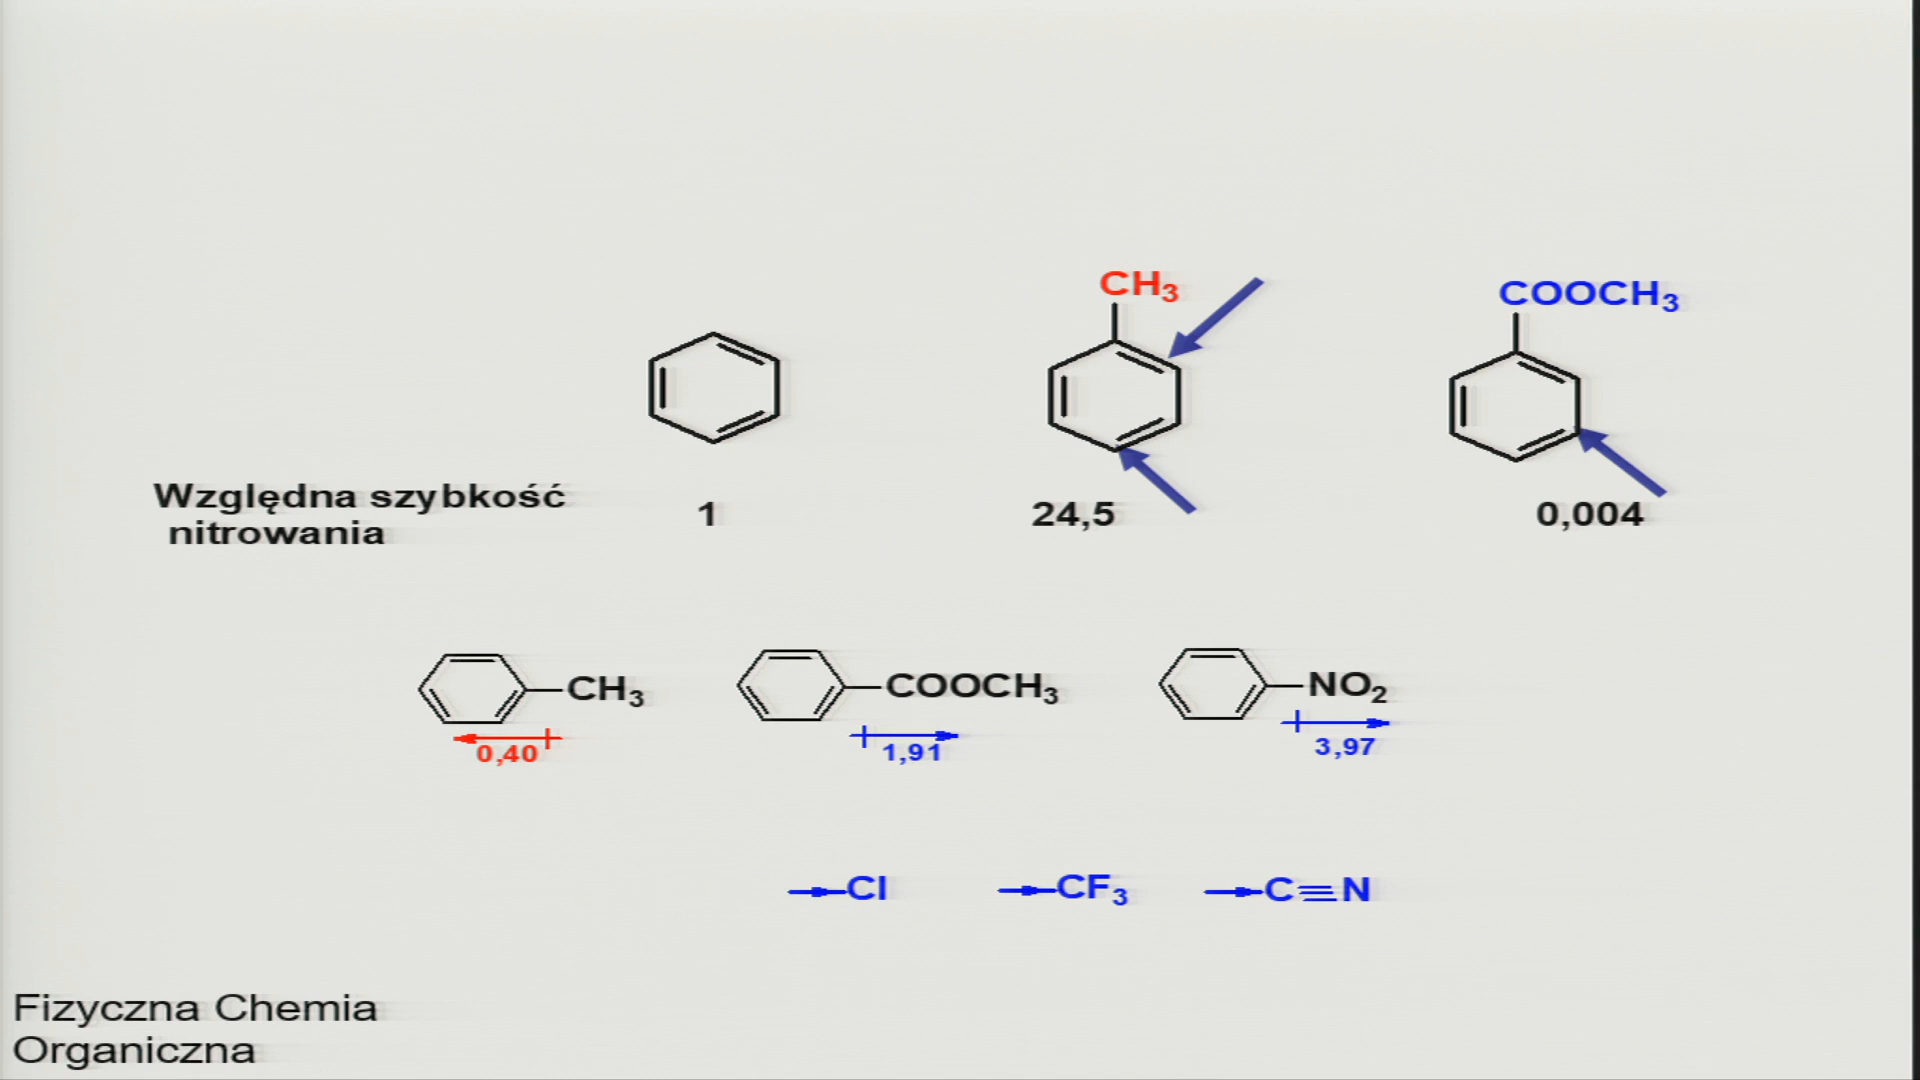 CH3
COOCH3
Względna szybkość
nitrowania
1
24,5
0,004
CH3
COOCH3
NO2
0,40
1,91
3,97
Cl
CF3
C≡N
Fizyczna Chemia
Organiczna